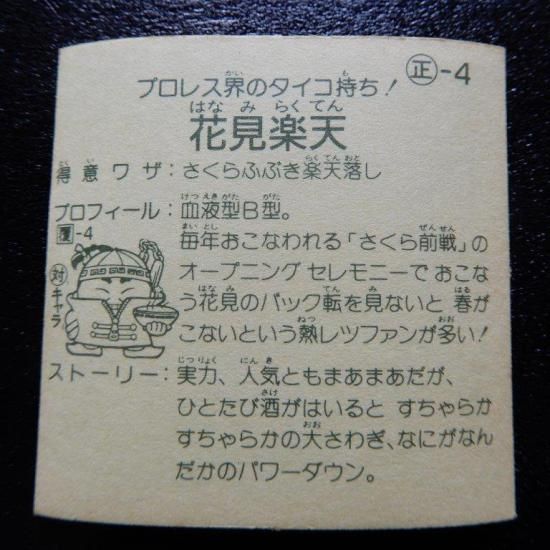 正-4
プロレス界のタイコ持ち!
花見楽天
得意ワザ:さくらふぶき楽天落し
プロフィール:血液型B型。
毎年おこなわれる「さくら前戦」の
オープニングセレモニーでおこな
う花見のバック転を見ないと春が
こないという熱レツファンが多い!
覆-4
対キャラ
ストーリー:実力、人気ともまあまあだが、
ひとたび酒がはいると すちゃらか
すちゃらかの大さわぎ、なにがなん
だかのパワーダウン。